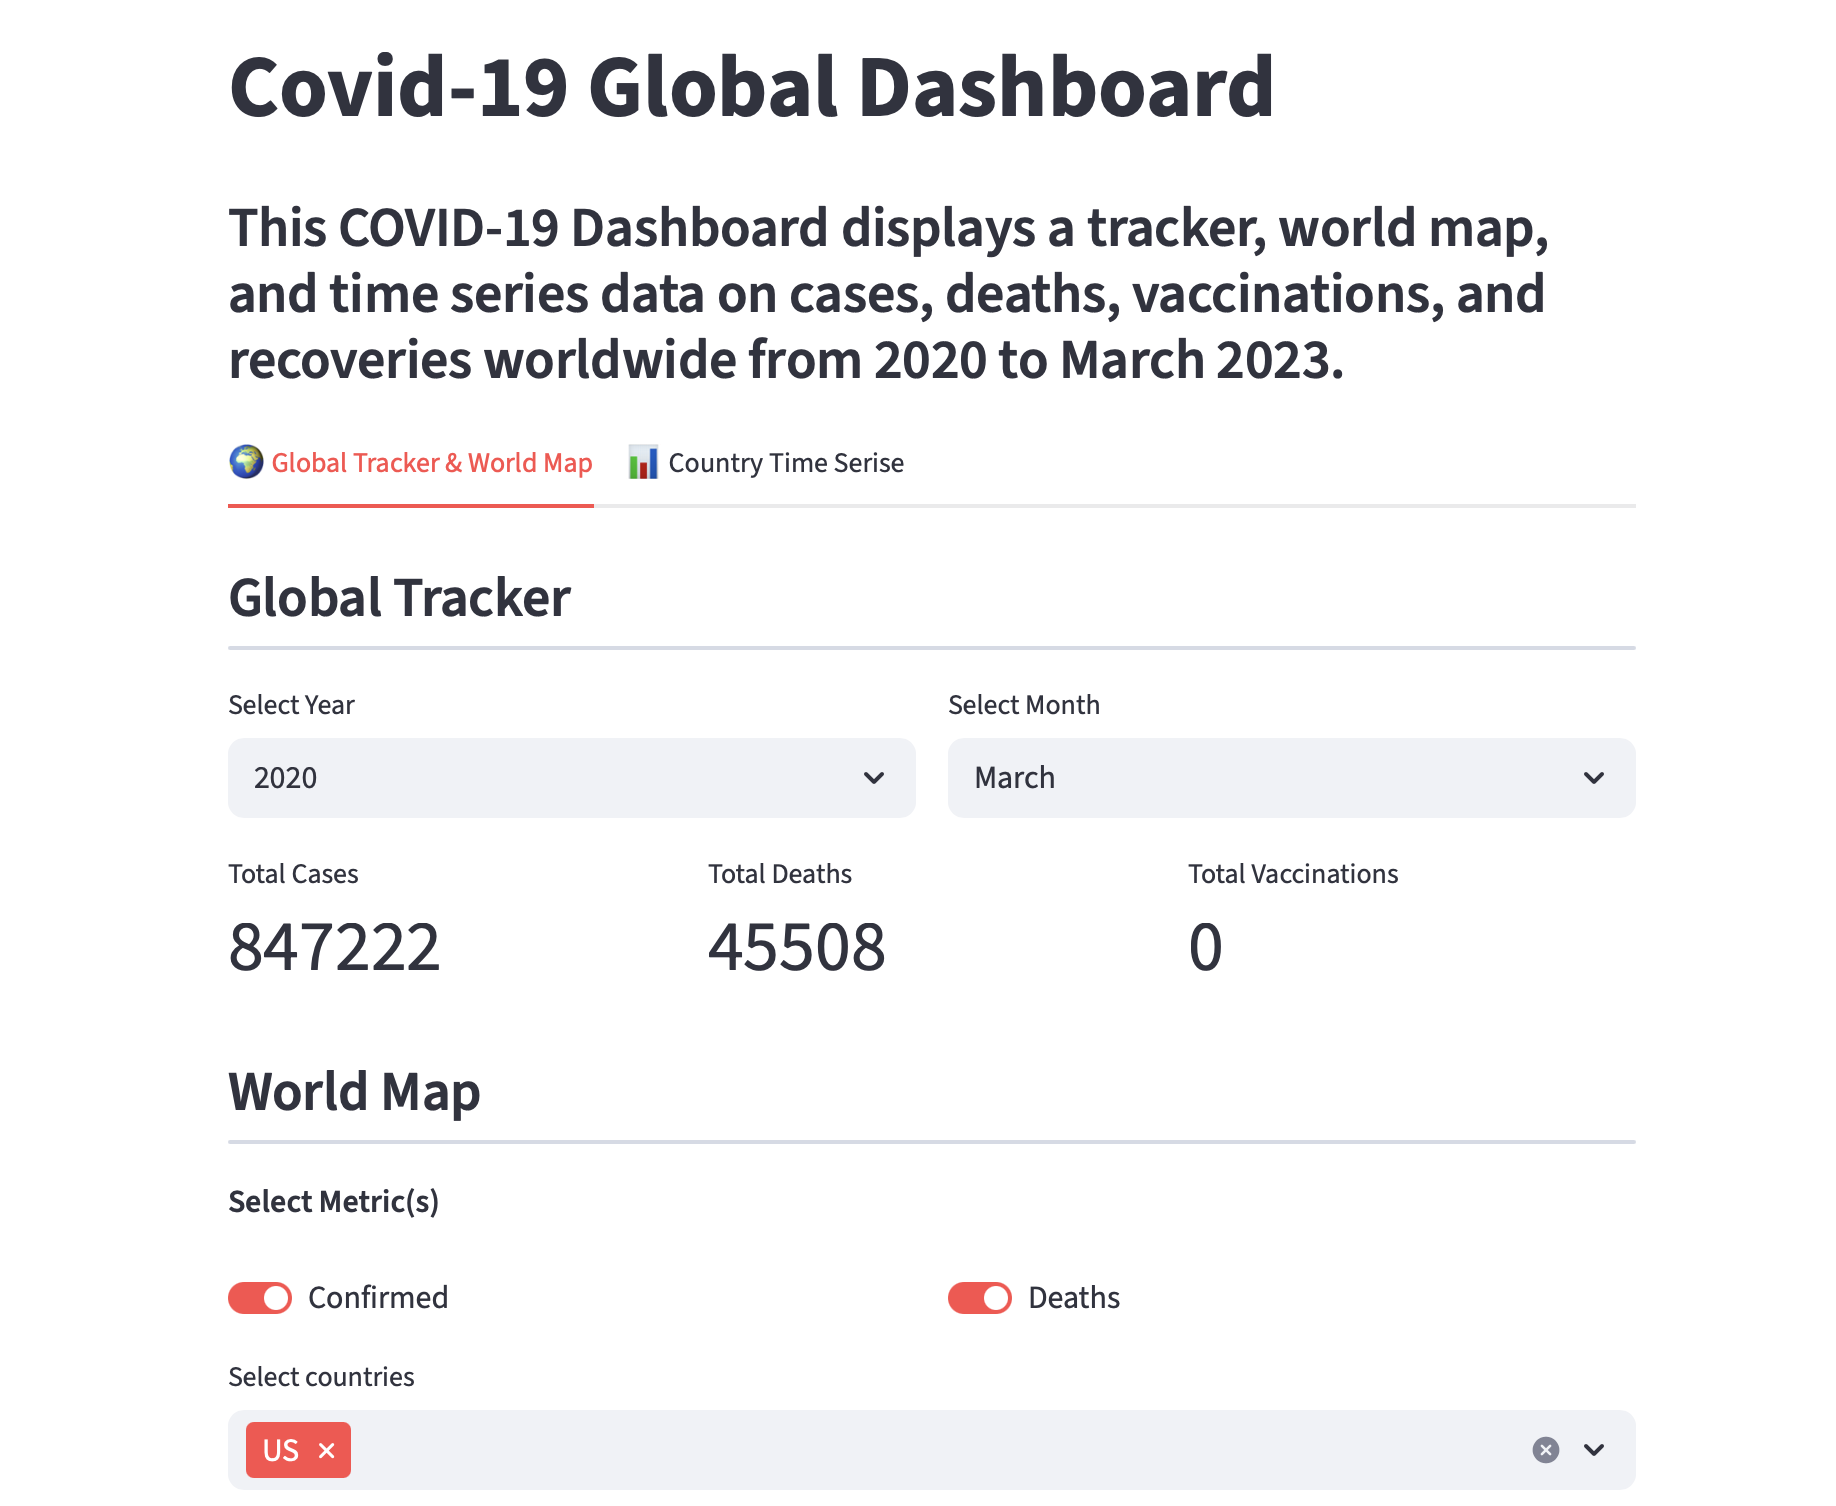 Covid-19 Global Dashboard
This COVID-19 Dashboard displays a tracker, world map,
and time series data on cases, deaths, vaccinations, and
recoveries worldwide from 2020 to March 2023.
Global Tracker & World Map
Country Time Serise
Global Tracker
Select Year
Select Month
2020
March
Total Cases
Total Deaths
Total Vaccinations
847222
45508
0
World Map
Select Metric(s)
Confirmed
Deaths
Select countries
US